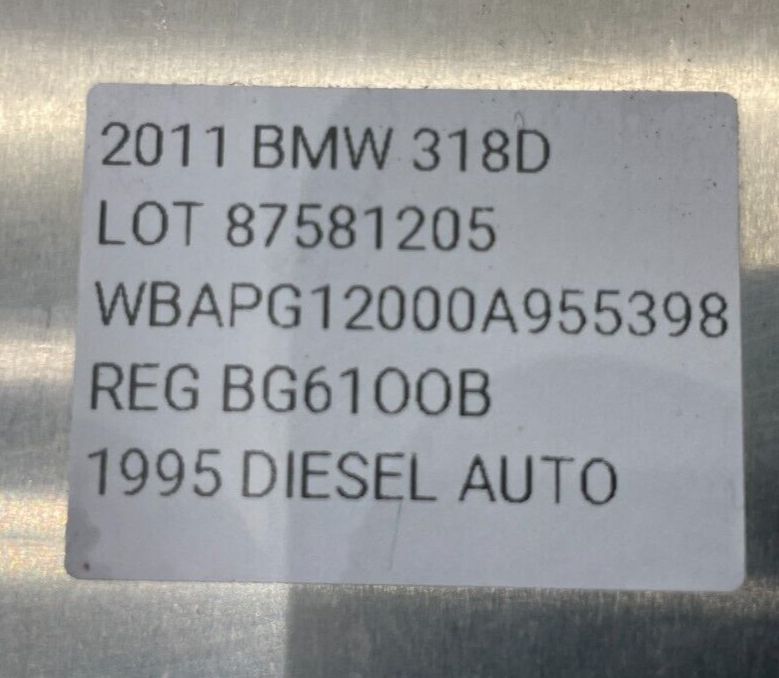 2011 BMW 318D
LOT 87581205
WBAPG12000A955398
REG BG61OOB
1995 DIESEL AUTO